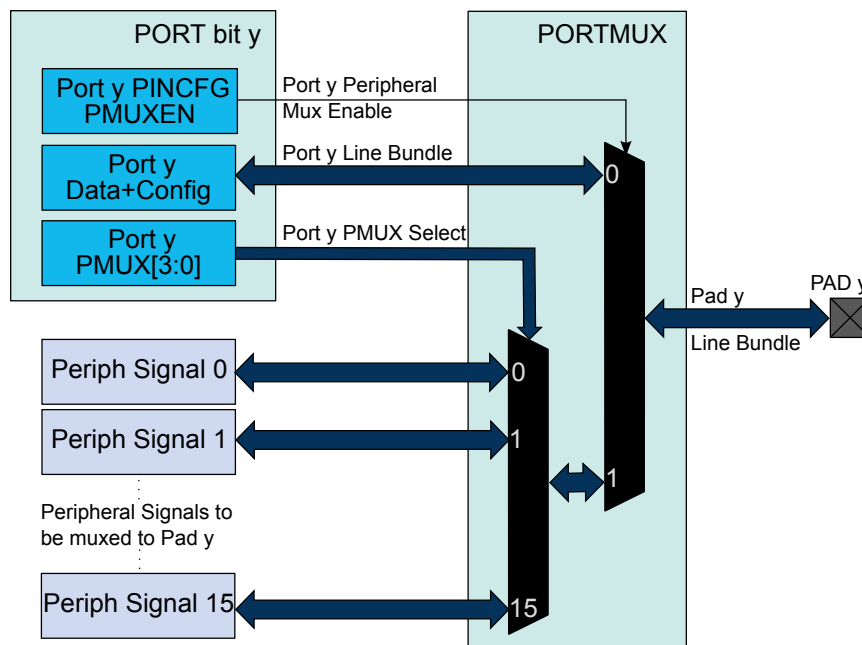 PORT bit y
PORTMUX
Port y PINCFG
PMUXEN
Port y Peripheral
Mux Enable
Port y
Data+Config
Port y Line Bundle
0
Port y
PMUX[3:0]
Port y PMUX Select
Pad y
Line Bundle
PAD y
Periph Signal 0
0
Periph Signal 1
1
1
Peripheral Signals to
be muxed to Pad y
Periph Signal 15
15